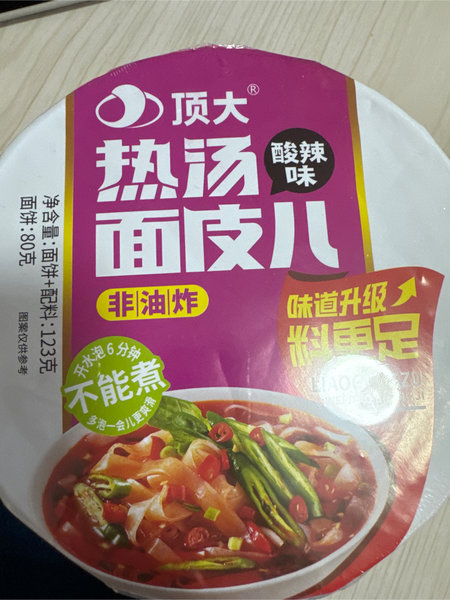 顶大®
热汤
面皮儿
酸辣
味
非油炸
净含量:面饼+配料:123克
面饼:80克
图案仅供参考
味道升级
料更足
开水泡6分钟
不能煮
多泡一会儿更爽滑